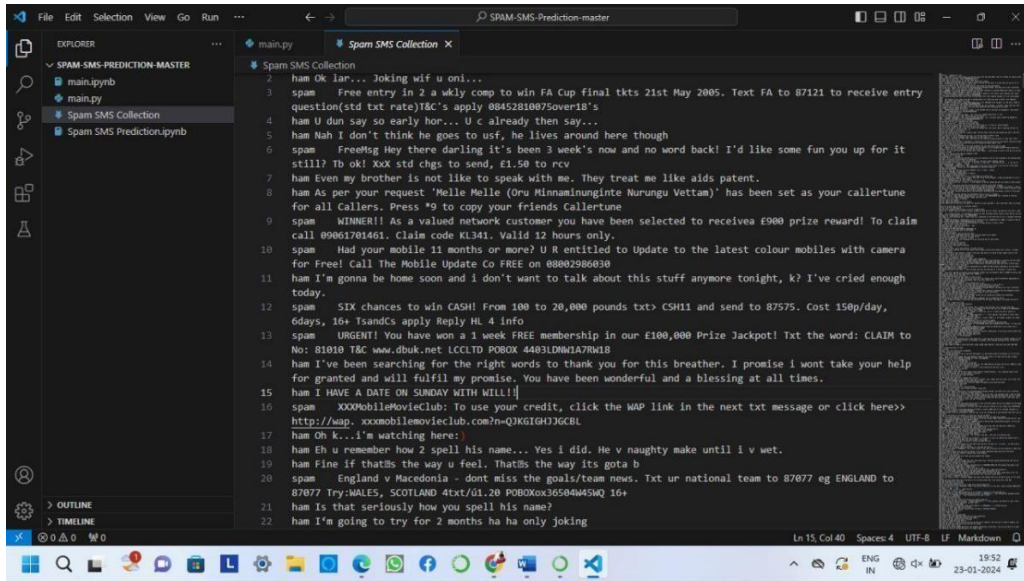 File Edit Selection View Go Run ... SPAM-SMS-Prediction-master
EXPLORER ...
main.py
Spam SMS Collection
SPAM-SMS-PREDICTION-MASTER
main.ipynb
main.py
Spam SMS Collection
Spam SMS Prediction.ipynb
Spam SMS Collection
2 ham Ok lar... Joking wif u oni...
3 spam Free entry in 2 a wkly comp to win FA Cup final tkts 21st May 2005. Text FA to 87121 to receive entry
question(std txt rate)T&C's apply 08452810075over18's
4 ham U dun say so early hor... U c already then say...
5 ham Nah I don't think he goes to usf, he lives around here though
6 spam FreeMsg Hey there darling it's been 3 week's now and no word back! I'd like some fun you up for it
still? Tb ok! XxX std chgs to send, £1.50 to rcv
7 ham Even my brother is not like to speak with me. They treat me like aids patent.
8 ham As per your request 'Melle Melle (Oru Minnaminunginte Nurungu Vettam)' has been set as your callertune
for all Callers. Press *9 to copy your friends Callertune
9 spam WINNER!! As a valued network customer you have been selected to receivea £900 prize reward! To claim
call 09061701461. Claim code KL341. Valid 12 hours only.
10 spam Had your mobile 11 months or more? U R entitled to Update to the latest colour mobiles with camera
for Free! Call The Mobile Update Co FREE on 08002986030
11 ham I'm gonna be home soon and i don't want to talk about this stuff anymore tonight, k? I've cried enough
today.
12 spam SIX chances to win CASH! From 100 to 20,000 pounds txt> CSH11 and send to 87575. Cost 150p/day,
6days, 16+ TsandCs apply Reply HL 4 info
13 spam URGENT! You have won a 1 week FREE membership in our £100,000 Prize Jackpot! Txt the word: CLAIM to
No: 81010 T&C www.dbuk.net LCCLTD POBOX 4403LDNW1A7RW18
14 ham I've been searching for the right words to thank you for this breather. I promise i wont take your help
for granted and will fulfil my promise. You have been wonderful and a blessing at all times.
15 ham I HAVE A DATE ON SUNDAY WITH WILL!!
16 spam XXXMobileMovieClub: To use your credit, click the WAP link in the next txt message or click here>>
http://wap. xxxmobilemovieclub.com?n=QJKGIGHJJGCBL
17 ham Oh k...i'm watching here:)
18 ham Eh u remember how 2 spell his name... Yes i did. He v naughty make until i v wet.
19 ham Fine if that's the way u feel. That's the way its gota b
20 spam England v Macedonia - dont miss the goals/team news. Txt ur national team to 87077 eg ENGLAND to
87077 Try:WALES, SCOTLAND 4txt/ú1.20 POBOXox36504W45WQ 16+
21 ham Is that seriously how you spell his name?
22 ham I'm going to try for 2 months ha ha only joking
OUTLINE
TIMELINE
0 0 0 Ln 15, Col 40 Spaces: 4 UTF-8 LF Markdown
ENG
IN
19:52
23-01-2024